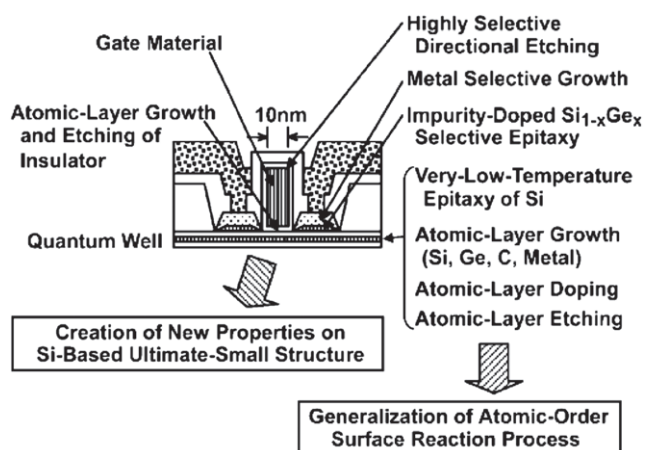 Gate Material
Highly Selective
Directional Etching
Metal Selective Growth
Atomic-Layer Growth
and Etching of
Insulator
10nm
Impurity-Doped Si1-xGex
Selective Epitaxy
Very-Low-Temperature
Epitaxy of Si
Quantum Well
Atomic-Layer Growth
(Si, Ge, C, Metal)
Atomic-Layer Doping
Atomic-Layer Etching
Creation of New Properties on
Si-Based Ultimate-Small Structure
Generalization of Atomic-Order
Surface Reaction Process